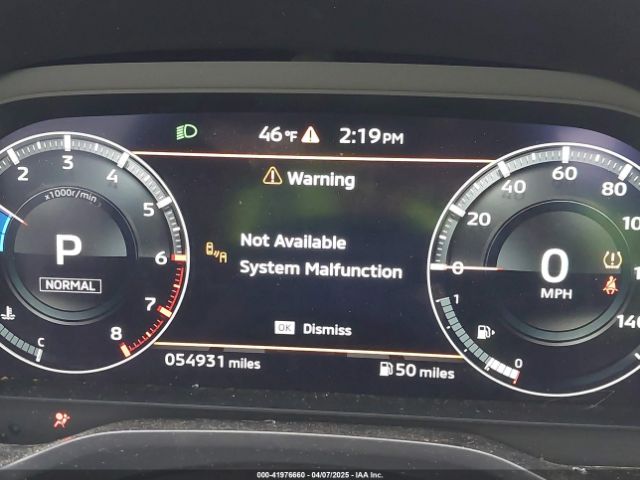 46°F 2:19PM
Warning
Not Available
System Malfunction
OK Dismiss
054931 miles
50 miles
2 3 4 5 6 7 8
x1000r/min
P
NORMAL
C
0 20 40 60 80
140
0
MPH
1
0
000-41976660 - 04/07/2025 - IAA Inc.